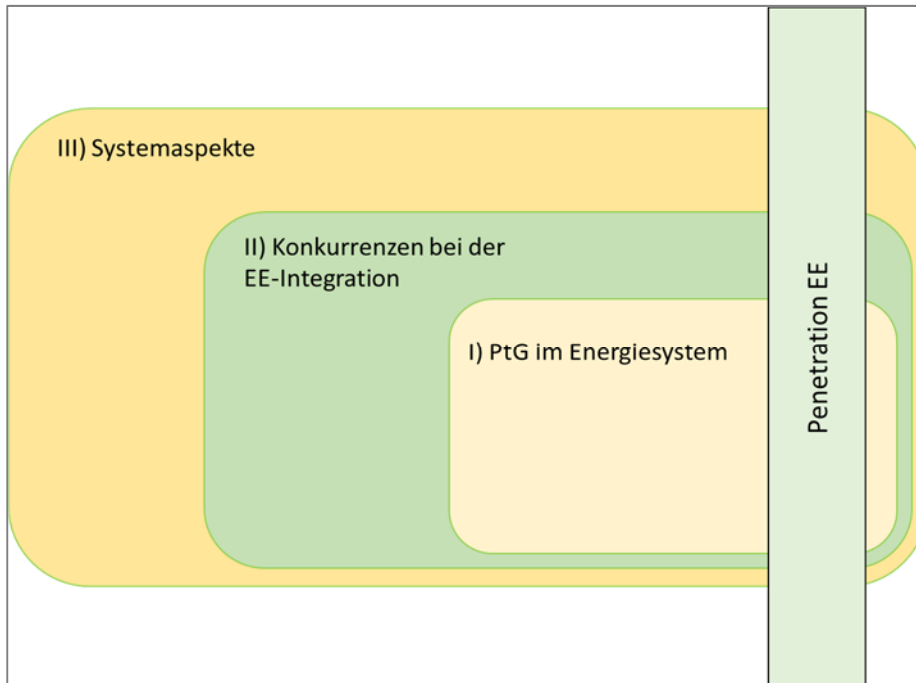 III) Systemaspekte
II) Konkurrenzen bei der
EE-Integration
I) PtG im Energiesystem
Penetration EE